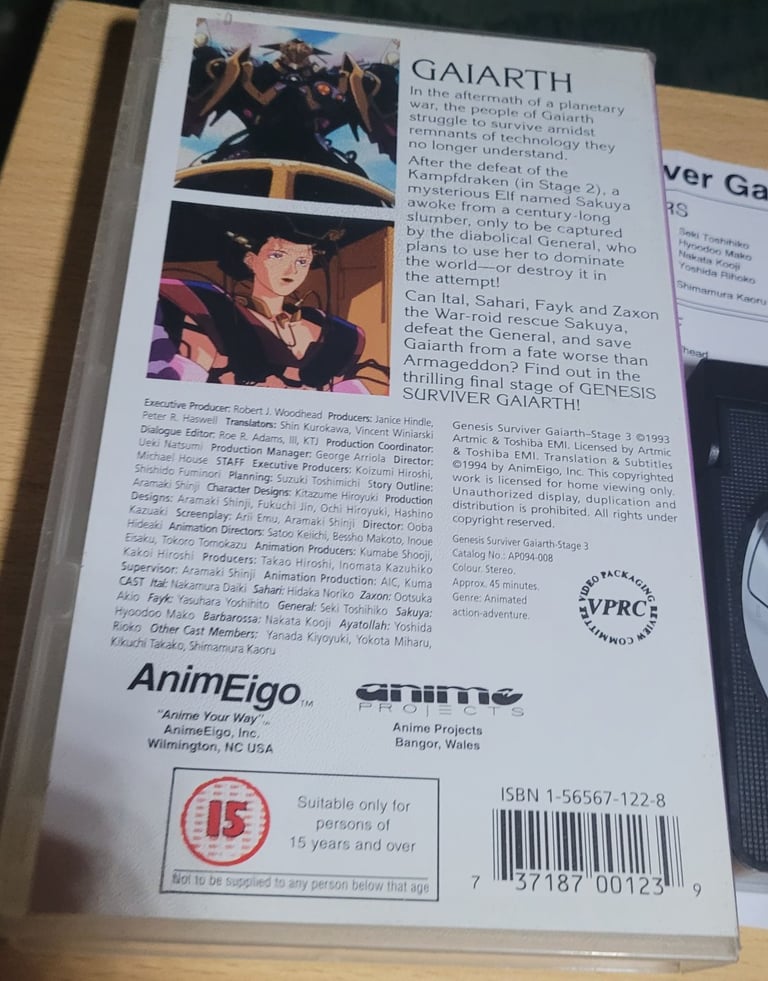 GAIARTH
In the aftermath of a planetary
war, the people of Gaiarth
struggle to survive amidst
remnants of technology they
no longer understand.
After the defeat of the
Kampfdraken (in Stage 2), a
mysterious Elf named Sakuya
awoke from a century-long
slumber, only to be captured
by the diabolical General, who
plans to use her to dominate
the world—or destroy it in
the attempt!
Can Ital, Sahari, Fayk and Zaxon
the War-roid rescue Sakuya,
defeat the General, and save
Gaiarth from a fate worse than
Armageddon? Find out in the
thrilling final stage of GENESIS
SURVIVER GAIARTH!
Executive Producer: Robert J. Woodhead Producers: Janice Hindle,
Peter R. Haswell Translators: Shin Kurokawa, Vincent Winiarski
Dialogue Editor: Roe R. Adams, III, KTJ Production Coordinator:
Ueki Natsumi Production Manager: George Arriola Director:
Michael House STAFF Executive Producers: Koizumi Hiroshi,
Shishido Fuminori Planning: Suzuki Toshimichi Story Outline:
Aramaki Shinji Character Designs: Kitazume Hiroyuki Production
Designs: Aramaki Shinji, Fukuchi Jin, Ochi Hiroyuki, Hashino
Kazuaki Screenplay: Arii Emu, Aramaki Shinji Director: Ooba
Hideaki Animation Directors: Satoo Keiichi, Bessho Makoto, Inoue
Eisaku, Tokoro Tomokazu Animation Producers: Kumabe Shooji,
Kakoi Hiroshi Producers: Takao Hiroshi, Inomata Kazuhiko
Supervisor: Aramaki Shinji Animation Production: AIC, Kuma
CAST Ital: Nakamura Daiki Sahari: Hidaka Noriko Zaxon: Ootsuka
Akio Fayk: Yasuhara Yoshihito General: Seki Toshihiko Sakuya:
Hyoodoo Mako Barbarossa: Nakata Kooji Ayatollah: Yoshida
Rioko Other Cast Members: Yanada Kiyoyuki, Yokota Miharu,
Kikuchi Takako, Shimamura Kaoru
Genesis Surviver Gaiarth–Stage 3 ©1993
Artmic & Toshiba EMI. Licensed by Artmic
& Toshiba EMI. Translation & Subtitles
©1994 by AnimEigo, Inc. This copyrighted
work is licensed for home viewing only.
Unauthorized display, duplication and
distribution is prohibited. All rights under
copyright reserved.
Genesis Surviver Gaiarth-Stage 3
Catalog No.: AP094-008
Colour. Stereo.
Approx. 45 minutes.
Genre: Animated
action-adventure.
VIDEO PACKAGING REVIEW COMMITTEE
VPRC
AnimEigo™
"Anime Your Way"™
AnimeEigo, Inc.
Wilmington, NC USA
anime
PROJECTS
Anime Projects
Bangor, Wales
15
Suitable only for
persons of
15 years and over
Not to be supplied to any person below that age
ISBN 1-56567-122-8
7 37187 00123 9
ver Ga
RS
Seki Toshihiko
Hyoodoo Mako
Nakata Kooji
Yoshida Rihoko
Shimamura Kaoru
head